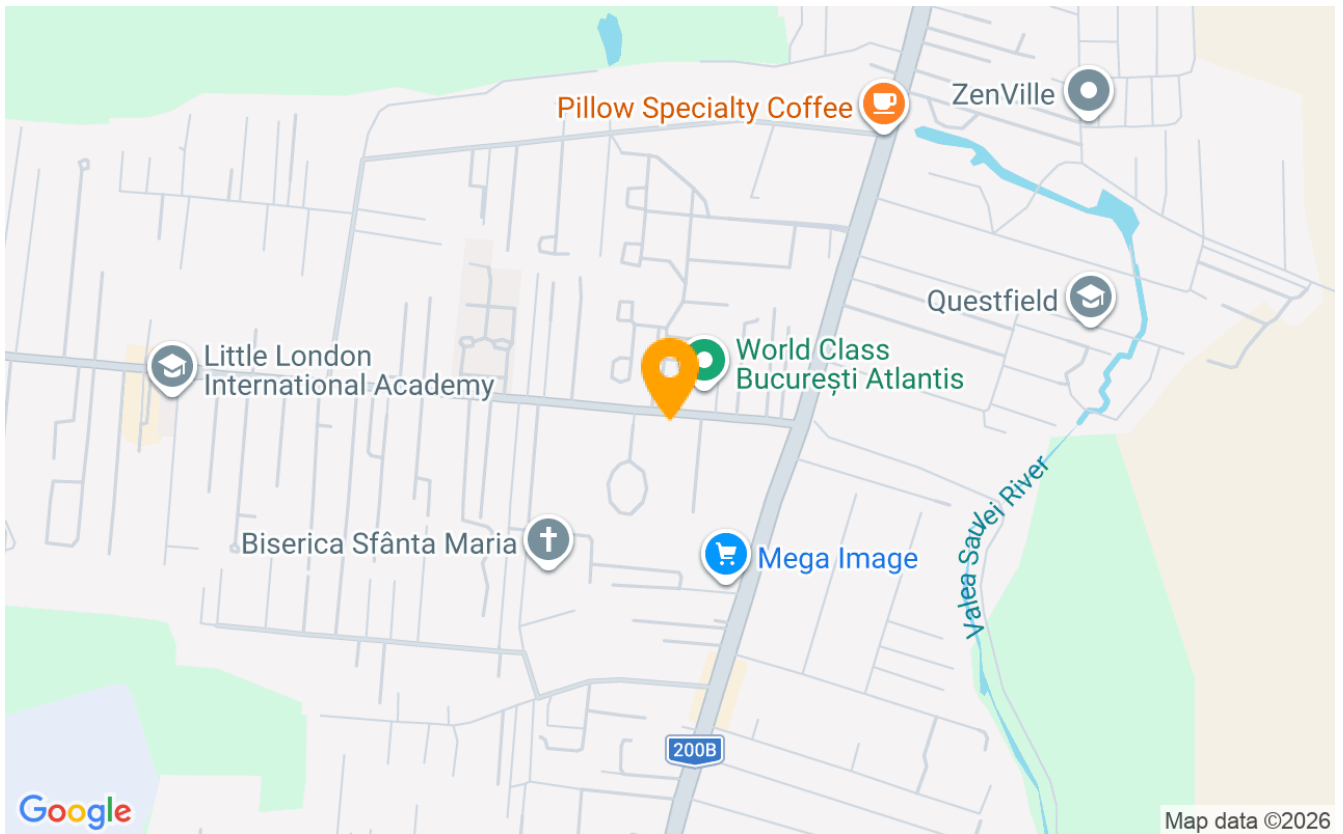 Pillow Specialty Coffee
ZenVille
Questfield
World Class
București Atlantis
Little London
International Academy
Valea Saulei River
Biserica Sfânta Maria
Mega Image
200B
Google
Map data ©2026